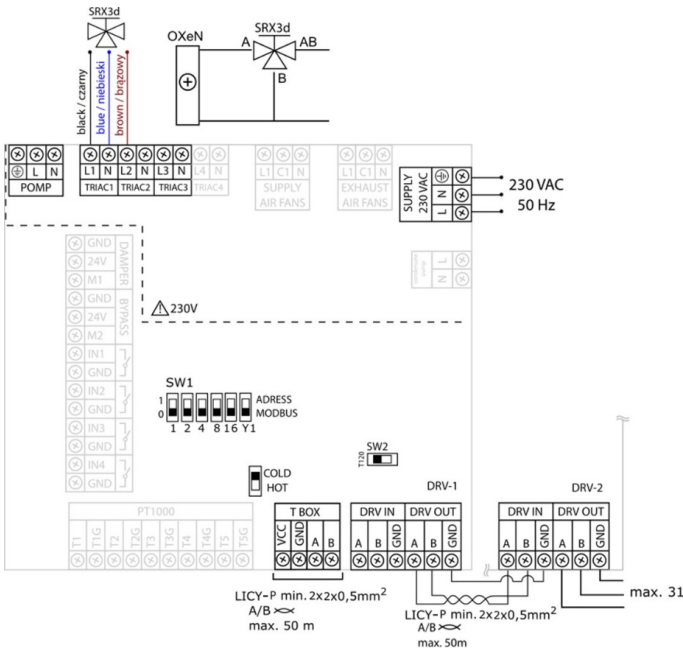 SRX3d
OXeN
SRX3d
A
AB
B
black / czarny
blue / niebieski
brown / brązowy
L N
POMP
L1 N L2 N L3 N L4 N
TRIAC1 TRIAC2 TRIAC3 TRIAC4
L1 C1 N
SUPPLY
AIR FANS
L1 C1 N
EXHAUST
AIR FANS
SUPPLY
230 VAC
N
L
230 VAC
50 Hz
N L
GND
24V
M1
DAMPER
GND
24V
M2
BYPASS
IN1
GND
IN2
GND
IN3
GND
IN4
GND
230V
SW1
1
0
ADRESS
MODBUS
1 2 4 8 16 Y1
SW2
T120
COLD
HOT
DRV-1
DRV-2
PT1000
T1 T1G T2 T2G T3 T3G T4 T4G T5 T5G
T BOX
VCC GND A B
DRV IN DRV OUT
A B GND A B GND
DRV IN DRV OUT
A B GND A B GND
max. 31
LICY-P min. 2x2x0,5mm²
A/B
max. 50 m
LICY-P min. 2x2x0,5mm²
A/B
max. 50m